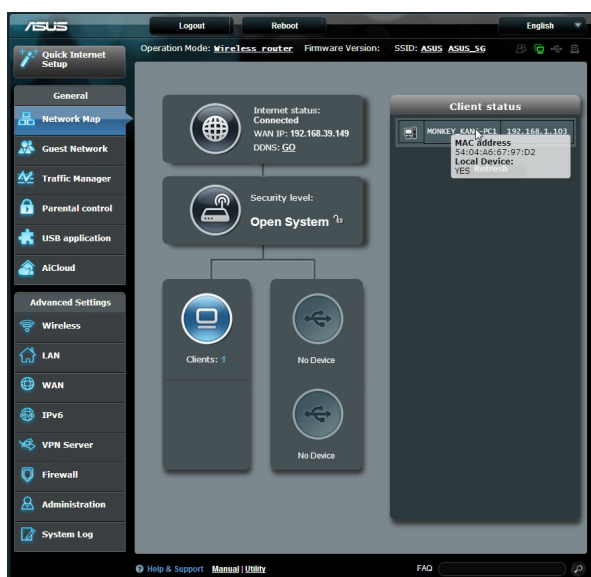 ASUS
Logout
Reboot
English
Quick Internet
Setup
Operation Mode: Wireless router Firmware Version: SSID: ASUS ASUS_5G
General
Network Map
Guest Network
Traffic Manager
Parental control
USB application
AiCloud
Advanced Settings
Wireless
LAN
WAN
IPv6
VPN Server
Firewall
Administration
System Log
Internet status:
Connected
WAN IP: 192.168.39.149
DDNS: GO
Security level:
Open System
Clients: 1
No Device
No Device
Client status
MONKEY_KANG-PC1 192.168.1.103
MAC address
54:04:A6:67:97:D2
Local Device:
YES
Refresh
Help & Support Manual | Utility
FAQ